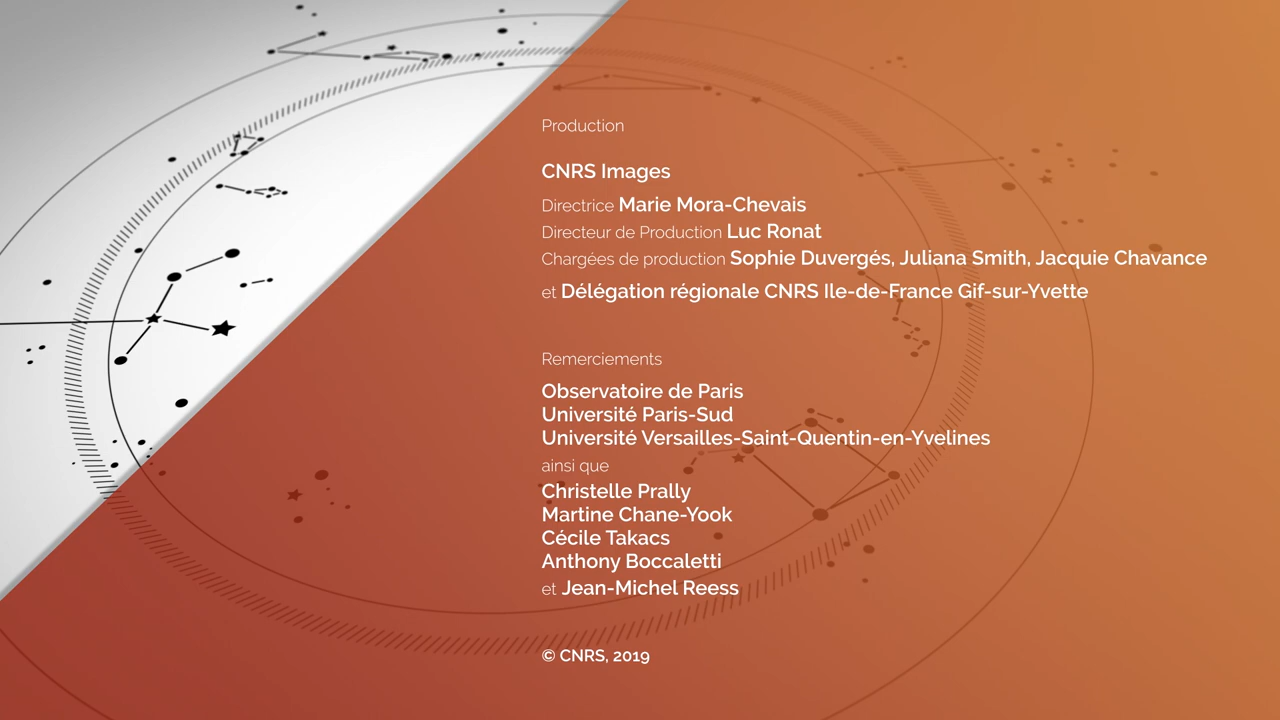 Production
CNRS Images
Directrice Marie Mora-Chevais
Directeur de Production Luc Ronat
Chargées de production Sophie Duvergés, Juliana Smith, Jacquie Chavance
et Délégation régionale CNRS Ile-de-France Gif-sur-Yvette
Remerciements
Observatoire de Paris
Université Paris-Sud
Université Versailles-Saint-Quentin-en-Yvelines
ainsi que
Christelle Prally
Martine Chane-Yook
Cécile Takacs
Anthony Boccaletti
et Jean-Michel Reess
© CNRS, 2019